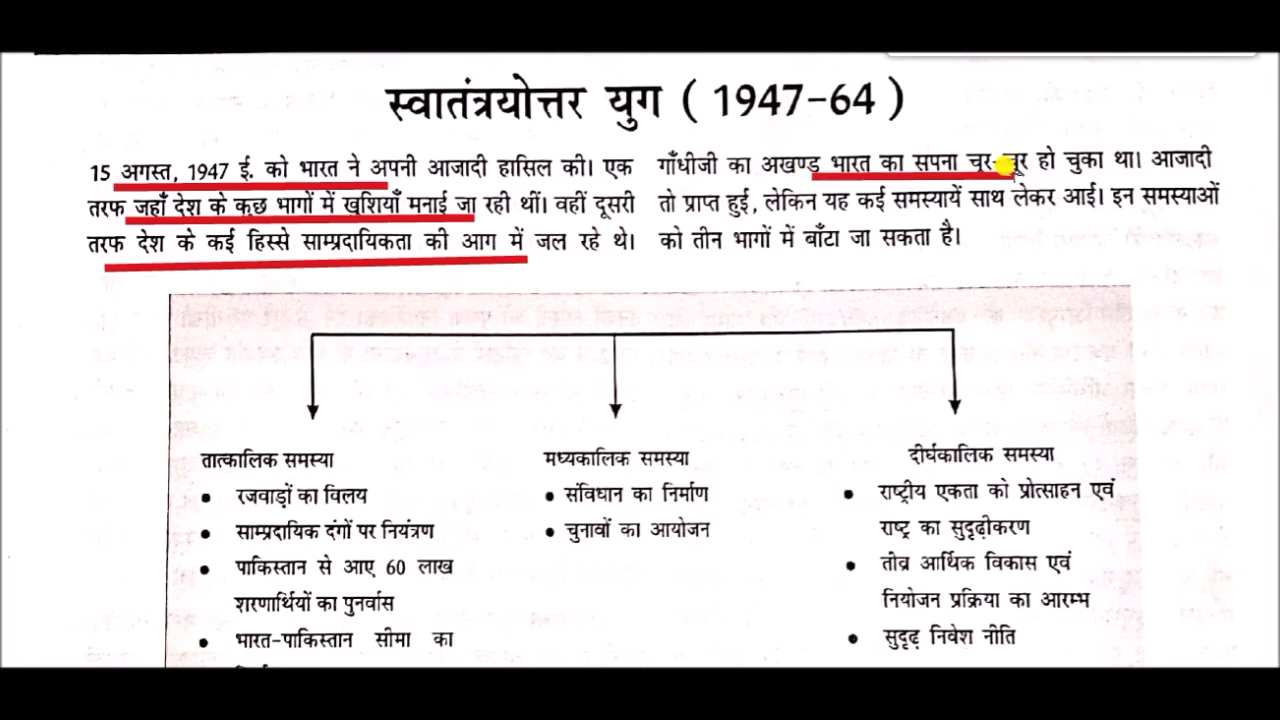 स्वातंत्रयोत्तर युग ( 1947-64 )
15 अगस्त, 1947 ई. को भारत ने अपनी आजादी हासिल की। एक
तरफ जहाँ देश के कुछ भागों में खुशियाँ मनाई जा रही थीं। वहीं दूसरी
तरफ देश के कई हिस्से साम्प्रदायिकता की आग में जल रहे थे।
गाँधीजी का अखण्ड भारत का सपना चूर-चूर हो चुका था। आजादी
तो प्राप्त हुई, लेकिन यह कई समस्यायें साथ लेकर आई। इन समस्याओं
को तीन भागों में बाँटा जा सकता है।
तात्कालिक समस्या
• रजवाड़ों का विलय
• साम्प्रदायिक दंगों पर नियंत्रण
• पाकिस्तान से आए 60 लाख
शरणार्थियों का पुनर्वास
• भारत-पाकिस्तान सीमा का
मध्यकालिक समस्या
• संविधान का निर्माण
• चुनावों का आयोजन
दीर्घकालिक समस्या
• राष्ट्रीय एकता को प्रोत्साहन एवं
राष्ट्र का सुदृढ़ीकरण
• तीव्र आर्थिक विकास एवं
नियोजन प्रक्रिया का आरम्भ
• सुदृढ़ निवेश नीति